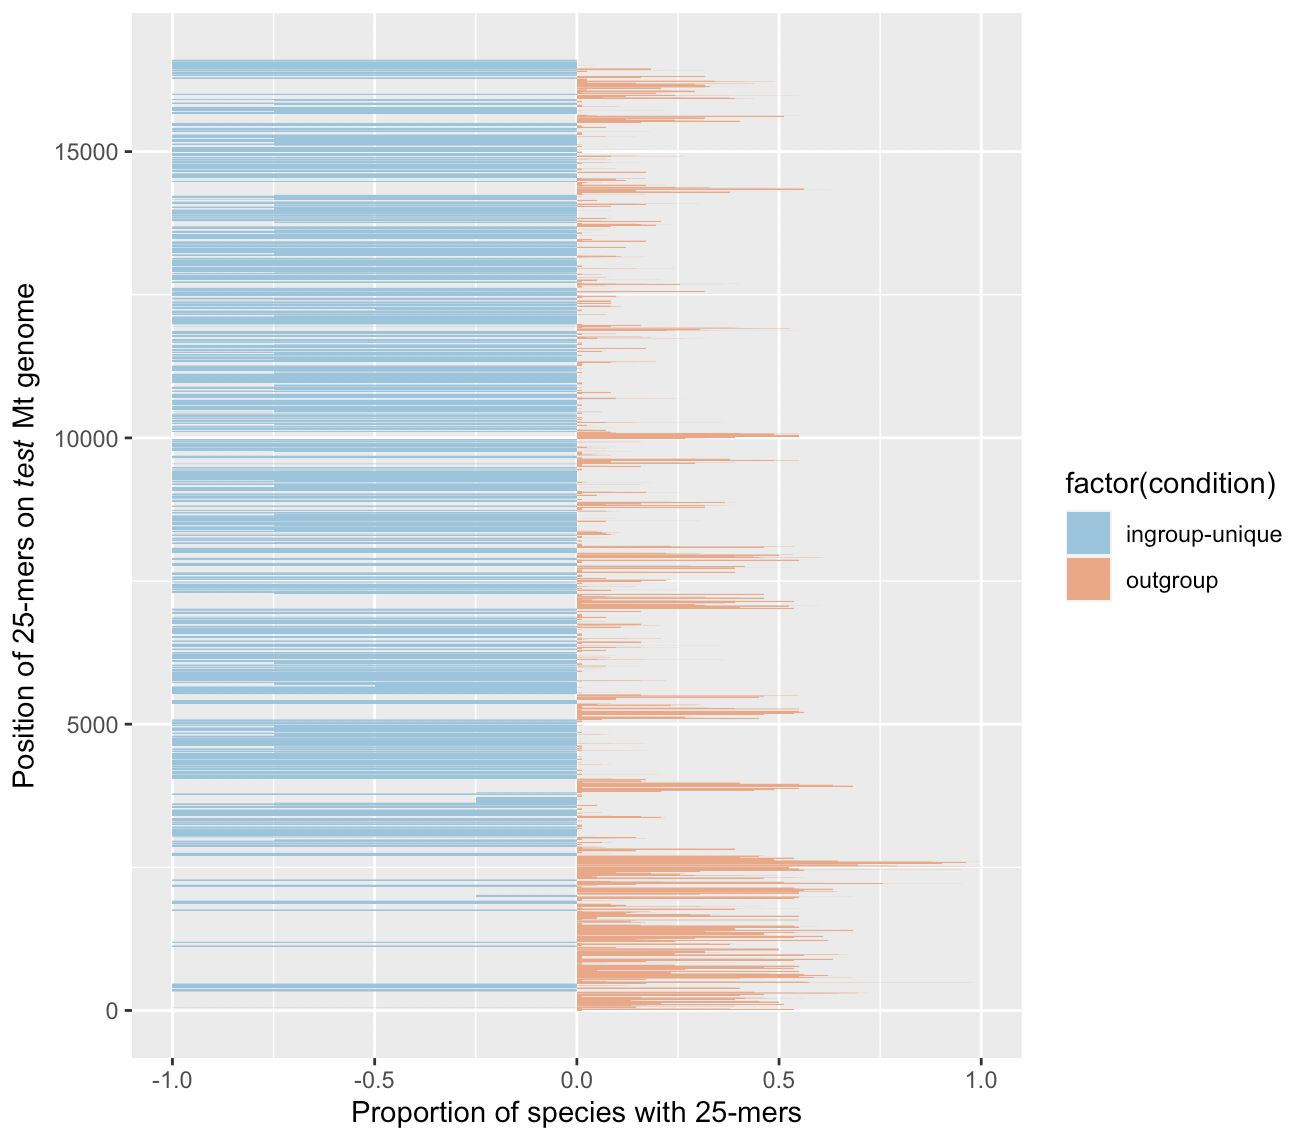 15000
10000
5000
0
Position of 25-mers on test Mt genome
-1.0 -0.5 0.0 0.5 1.0
Proportion of species with 25-mers
factor(condition)
ingroup-unique
outgroup